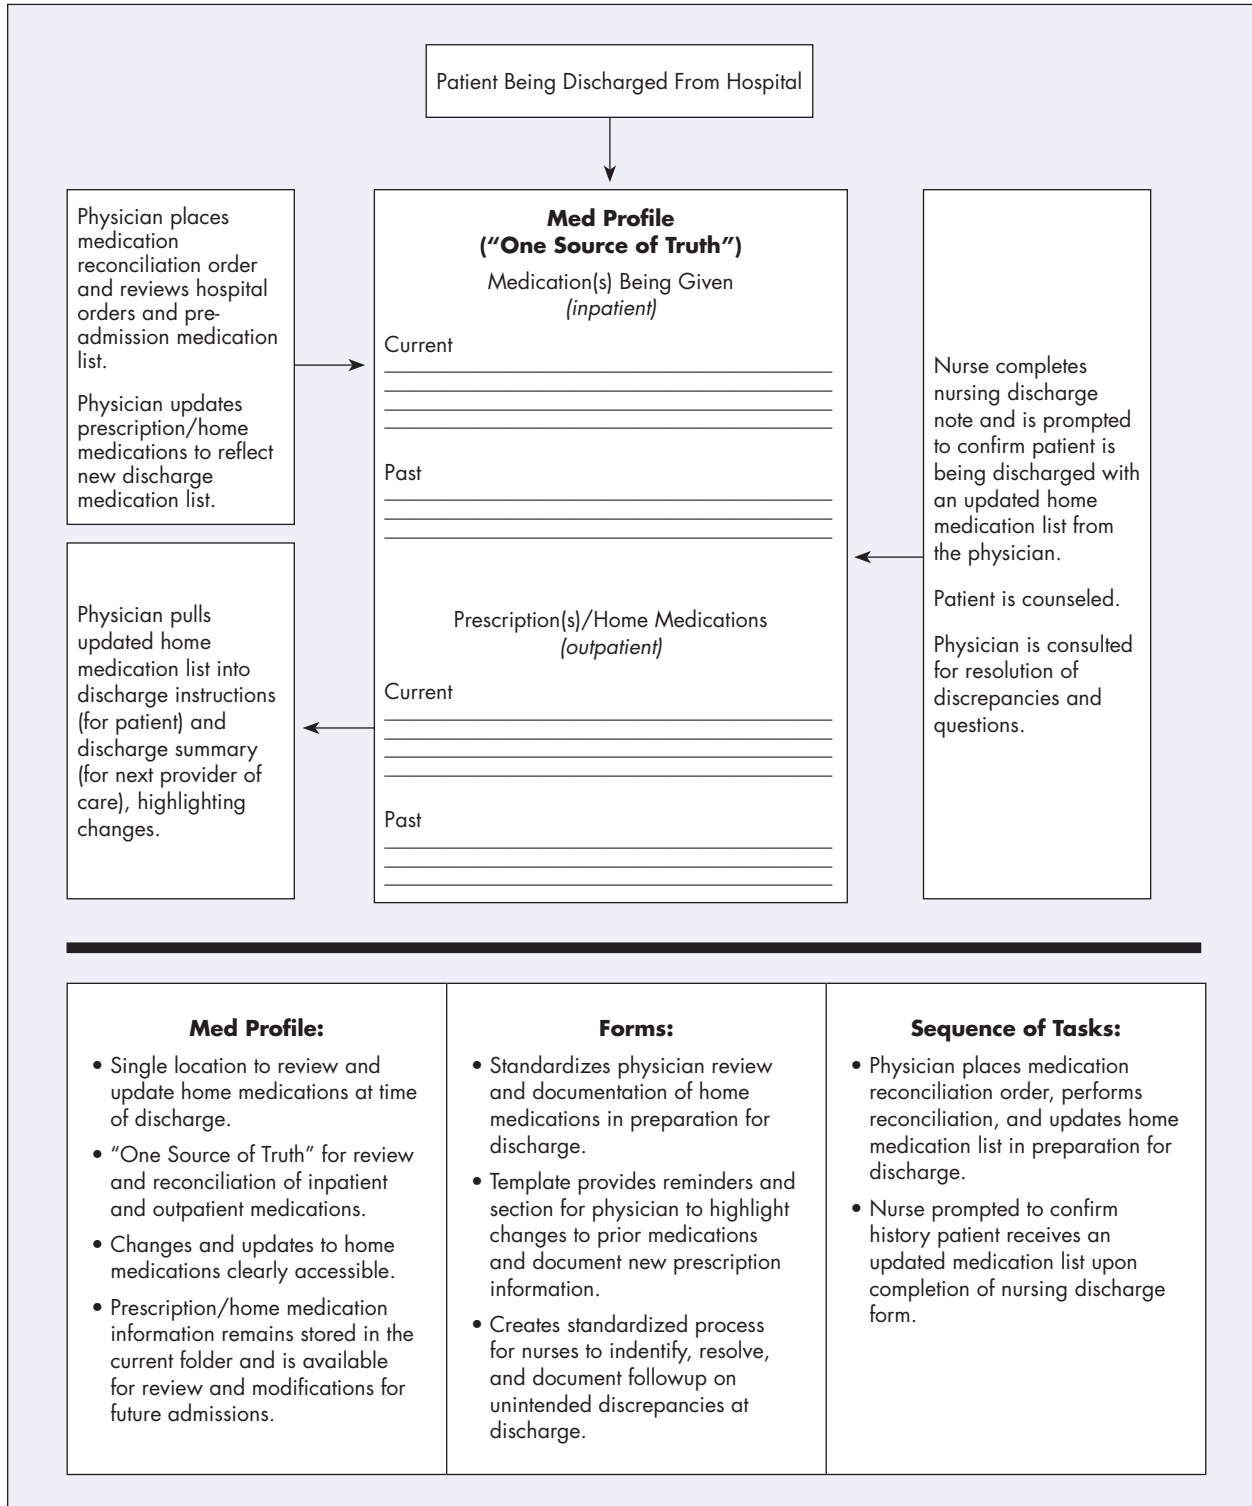 Patient Being Discharged From Hospital
Physician places
medication
reconciliation order
and reviews hospital
orders and pre-
admission medication
list.
Physician updates
prescription/home
medications to reflect
new discharge
medication list.
Med Profile
(“One Source of Truth”)
Medication(s) Being Given
(inpatient)
Current
Past
Prescription(s)/Home Medications
(outpatient)
Current
Past
Nurse completes
nursing discharge
note and is prompted
to confirm patient is
being discharged with
an updated home
medication list from
the physician.
Patient is counseled.
Physician is consulted
for resolution of
discrepancies and
questions.
Physician pulls
updated home
medication list into
discharge instructions
(for patient) and
discharge summary
(for next provider of
care), highlighting
changes.
Med Profile:
• Single location to review and
update home medications at time
of discharge.
• “One Source of Truth” for review
and reconciliation of inpatient
and outpatient medications.
• Changes and updates to home
medications clearly accessible.
• Prescription/home medication
information remains stored in the
current folder and is available
for review and modifications for
future admissions.
Forms:
• Standardizes physician review
and documentation of home
medications in preparation for
discharge.
• Template provides reminders and
section for physician to highlight
changes to prior medications
and document new prescription
information.
• Creates standardized process
for nurses to indentify, resolve,
and document followup on
unintended discrepancies at
discharge.
Sequence of Tasks:
• Physician places medication
reconciliation order, performs
reconciliation, and updates home
medication list in preparation for
discharge.
• Nurse prompted to confirm
history patient receives an
updated medication list upon
completion of nursing discharge
form.